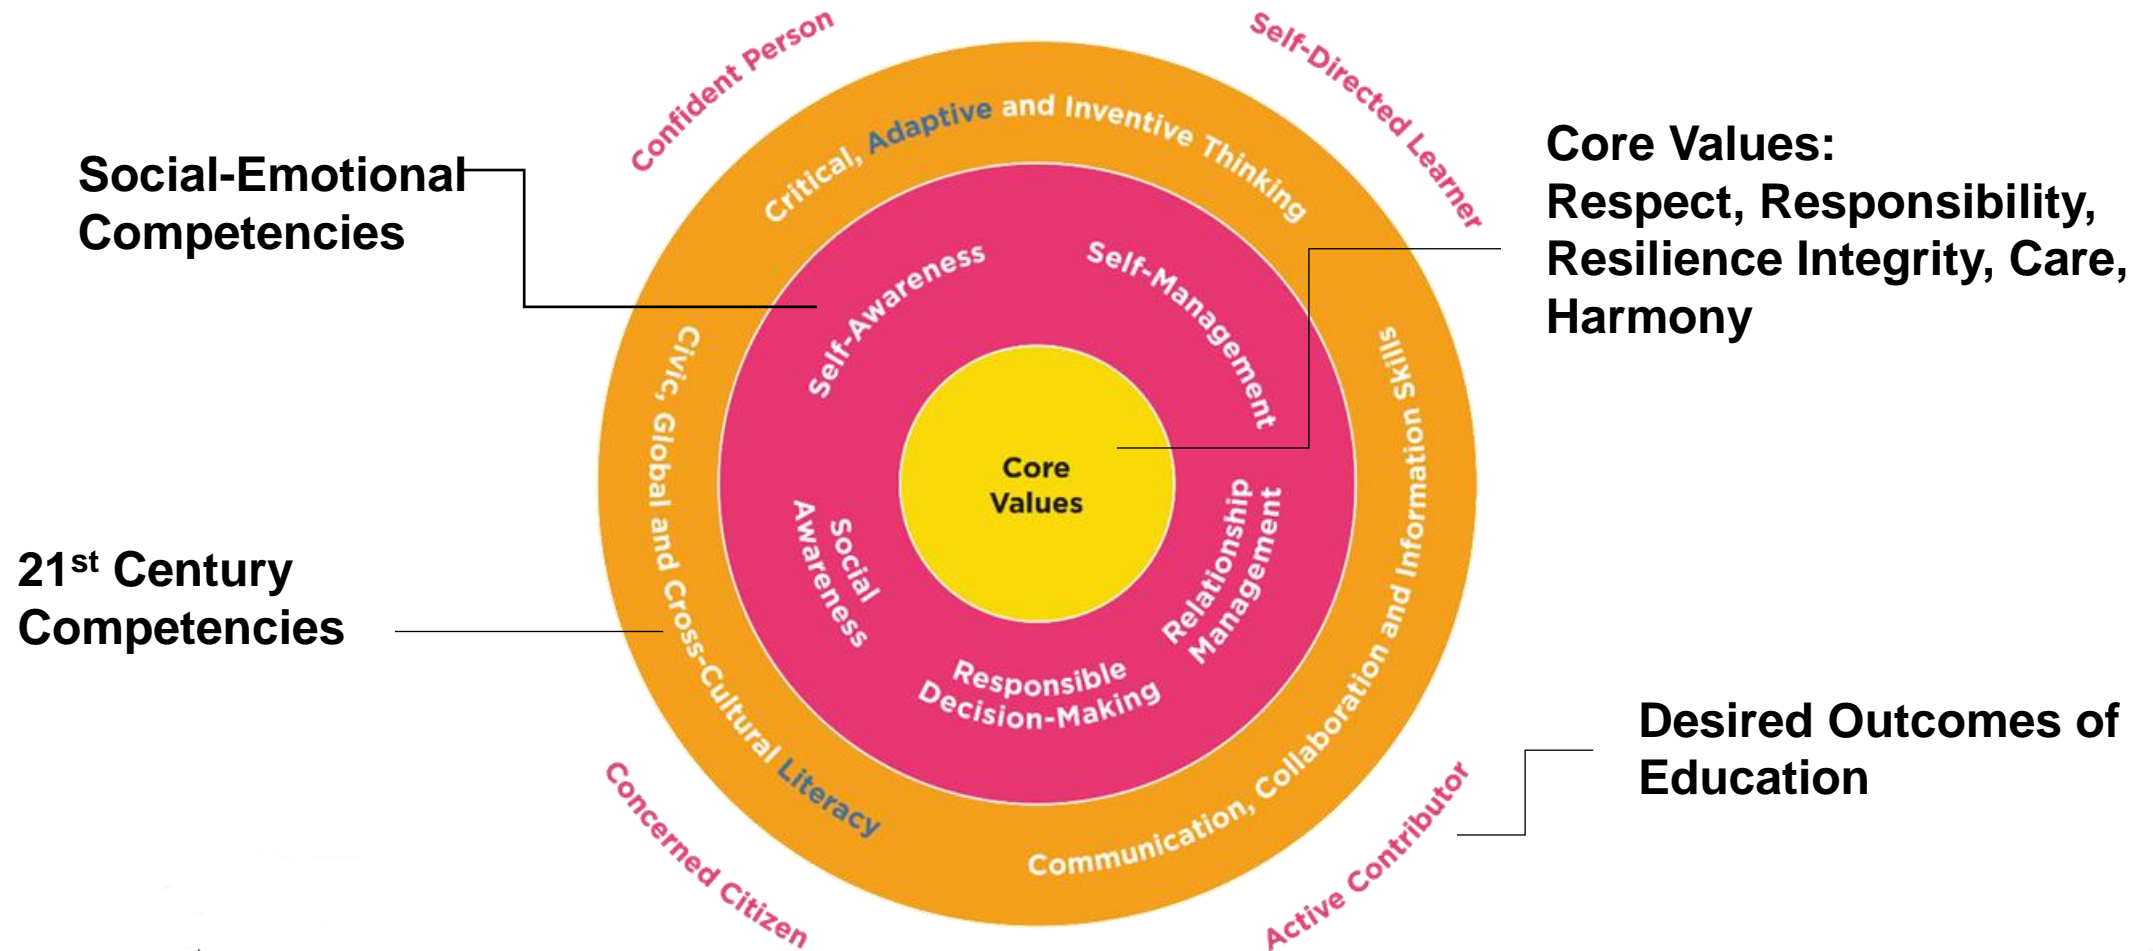 Confident Person
Self-Directed Learner
Critical, Adaptive and Inventive Thinking
Social-Emotional
Competencies
Core Values:
Respect, Responsibility,
Resilience Integrity, Care,
Harmony
Self-Awareness
Self-Management
Civic, Global and Cross-Cultural Literacy
Communication, Collaboration and Information Skills
Core
Values
Social
Awareness
Relationship
Management
Responsible
Decision-Making
21st Century
Competencies
Desired Outcomes of
Education
Concerned Citizen
Active Contributor